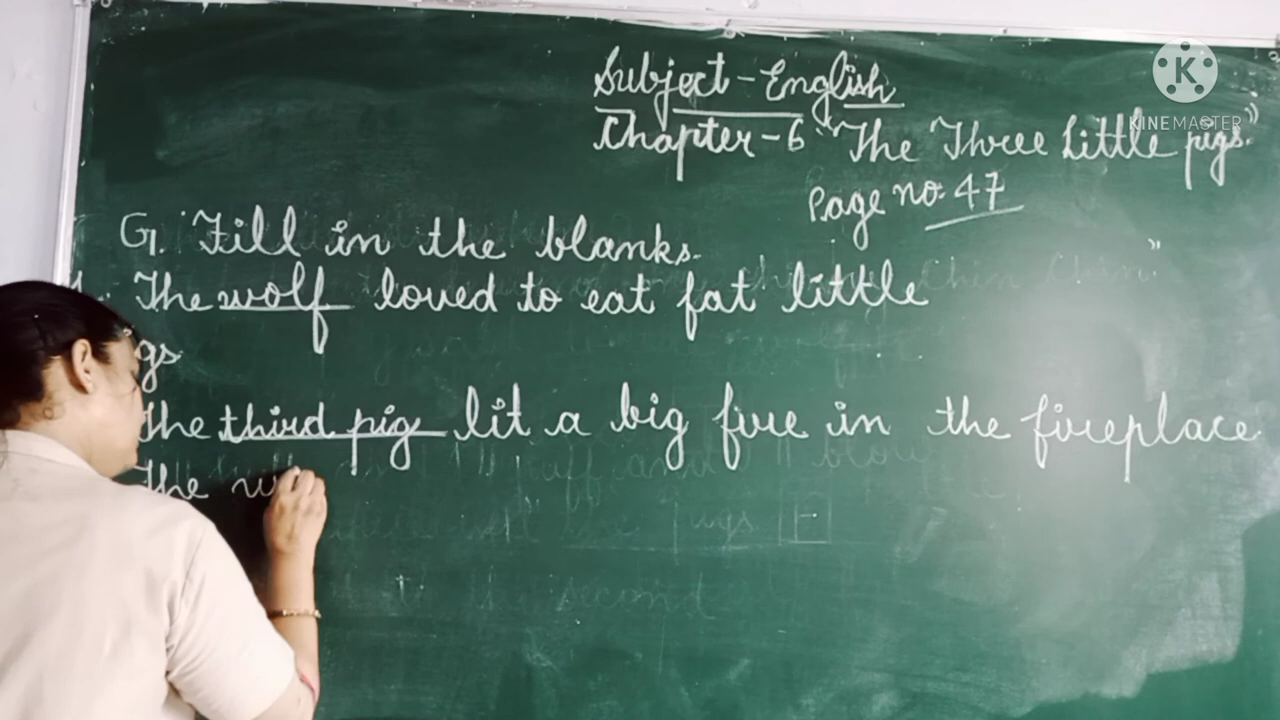 Subject - English
Chapter - 6 "The Three Little pigs."
Page no. 47
G. Fill in the blanks.
1. The wolf loved to eat fat little
gs
The third pig lit a big fire in the fireplace.
The w
K
KINEMASTER